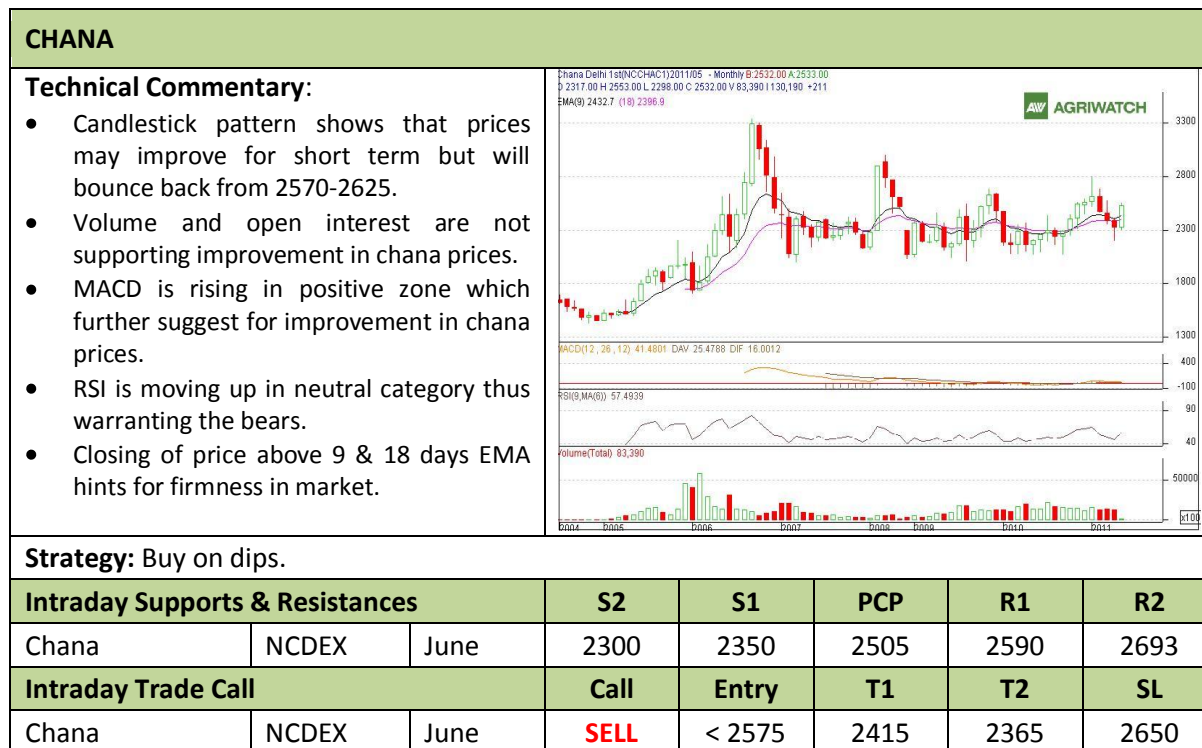 CHANA
Technical Commentary:
• Candlestick pattern shows that prices
may improve for short term but will
bounce back from 2570-2625.
• Volume and open interest are not
supporting improvement in chana prices.
• MACD is rising in positive zone which
further suggest for improvement in chana
prices.
• RSI is moving up in neutral category thus
warranting the bears.
• Closing of price above 9 & 18 days EMA
hints for firmness in market.
Chana Delhi 1st(NCCHAC1)2011/05 - Monthly B:2532.00 A:2533.00
O 2317.00 H 2553.00 L 2298.00 C 2532.00 V 83,390 I 130,190 +211
EMA(9) 2432.7 (18) 2396.9
AW AGRIWATCH
3300
2800
2300
1800
1300
MACD(12,26,12) 41.4801 DAV 25.4788 DIF 16.0012
400
-100
RSI(9,MA(6)) 57.4939
90
40
Volume(Total) 83,390
50000
x100
2004 2005 2006 2007 2008 2009 2010 2011
Strategy: Buy on dips.
Intraday Supports & Resistances S2 S1 PCP R1 R2
Chana NCDEX June 2300 2350 2505 2590 2693
Intraday Trade Call Call Entry T1 T2 SL
Chana NCDEX June SELL < 2575 2415 2365 2650